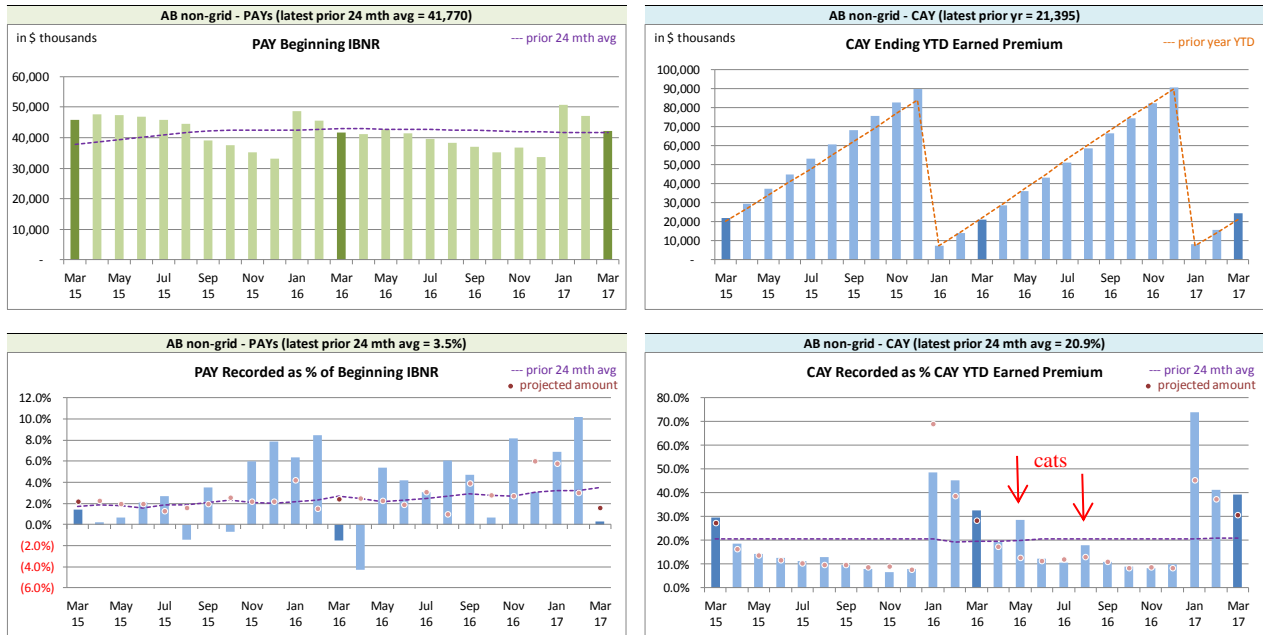 AB non-grid - PAYs (latest prior 24 mth avg = 41,770)
in $ thousands
PAY Beginning IBNR
--- prior 24 mth avg
60,000
50,000
40,000
30,000
20,000
10,000
-
Mar May Jul Sep Nov Jan Mar May Jul Sep Nov Jan Mar
15 15 15 15 15 16 16 16 16 16 16 17 17
AB non-grid - CAY (latest prior yr = 21,395)
in $ thousands
CAY Ending YTD Earned Premium
--- prior year YTD
100,000
90,000
80,000
70,000
60,000
50,000
40,000
30,000
20,000
10,000
-
Mar May Jul Sep Nov Jan Mar May Jul Sep Nov Jan Mar
15 15 15 15 15 16 16 16 16 16 16 17 17
AB non-grid - PAYs (latest prior 24 mth avg = 3.5%)
PAY Recorded as % of Beginning IBNR
--- prior 24 mth avg
• projected amount
12.0%
10.0%
8.0%
6.0%
4.0%
2.0%
0.0%
(2.0%)
(4.0%)
(6.0%)
Mar May Jul Sep Nov Jan Mar May Jul Sep Nov Jan Mar
15 15 15 15 15 16 16 16 16 16 16 17 17
AB non-grid - CAY (latest prior 24 mth avg = 20.9%)
CAY Recorded as % CAY YTD Earned Premium
--- prior 24 mth avg
• projected amount
80.0%
70.0%
60.0%
50.0%
40.0%
30.0%
20.0%
10.0%
0.0%
cats
Mar May Jul Sep Nov Jan Mar May Jul Sep Nov Jan Mar
15 15 15 15 15 16 16 16 16 16 16 17 17